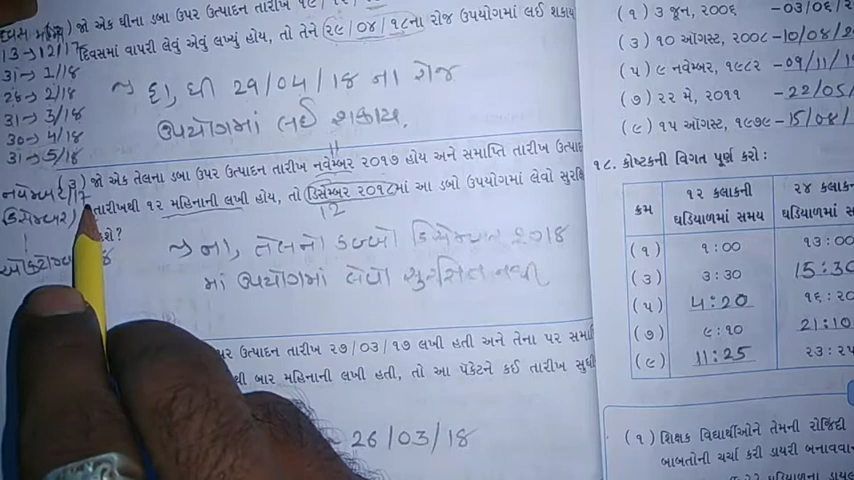 જો એક ઘીના ડબા ઉપર ઉત્પાદન તારીખ
દિવસમાં વાપરી લેવું એવું લખ્યું હોય, તો તેને ૨૯/૦૪/૧૮ના રોજ ઉપયોગમાં લઈ શકાય
13→12/17
31→1/18
28→2/18
31→3/18
30→4/18
31→5/18
→ હા, ઘી 29/04/18 ના રોજ
ઉપયોગમાં લઈ શકાય.
11
(૩) જો એક તેલના ડબા ઉપર ઉત્પાદન તારીખ નવેમ્બર ૨૦૧૭ હોય અને સમાપ્તિ તારીખ ઉત્પા
તારીખથી ૧૨ મહિનાની લખી હોય, તો ડિસેમ્બર ૨૦૧૮માં આ ડબો ઉપયોગમાં લેવો સુરક્ષિ
12
નવેમ્બર/17
ડિસેમ્બર
→ ના, તેલનો ડબ્બો ડિસેમ્બર 2018
માં ઉપયોગમાં લેવો સુરક્ષિત નથી
પર ઉત્પાદન તારીખ ૨૭/૦૩/૧૭ લખી હતી અને તેના પર સમા
થી બાર મહિનાની લખી હતી, તો આ પેકેટને કઈ તારીખ સુધી
26/03/18
(૧) ૩ જૂન, ૨૦૦૬ -03/06/
(૩) ૧૦ ઑગસ્ટ, ૨૦૦૮ -10/08/
(૫) ૯ નવેમ્બર, ૧૯૮૨ -09/11/
(૭) ૨૨ મે, ૨૦૧૧ -22/05/
(૯) ૧૫ ઑગસ્ટ, ૧૯૭૯ -15/08/
૧૮. કોષ્ટકની વિગત પૂર્ણ કરો :
ક્રમ ૧૨ કલાકની ઘડિયાળમાં સમય ૨૪ કલાક ઘડિયાળમાં સ
(૧) ૧:૦૦ ૧૩:૦૦
(૩) ૩:૩૦ 15:30
(૫) 4:20 ૧૬:૨૦
(૭) ૯:૧૦ 21:10
(૯) 11:25 ૨૩:૨૫
(૧) શિક્ષક વિદ્યાર્થીઓને તેમની રોજિંદી
બાબતોની ચર્ચા કરી ડાયરી બનાવવા